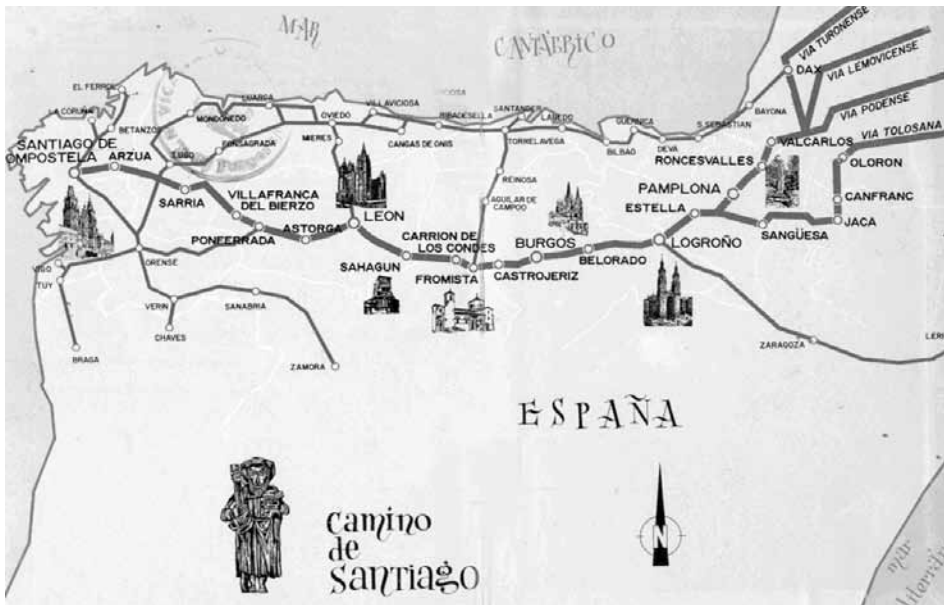 MAR
CANTÁBRICO
VIA TURONENSE
DAX
VIA LEMOVICENSE
EL FERROL
LA CORUÑA
BETANZOS
MONDOÑEDO
LUARCA
OVIEDO
VILLAVICIOSA
RIBADESELLA
SANTANDER
LAREDO
GUERNICA
S. SEBASTIAN
BAYONA
VIA PODENSE
SANTIAGO DE
OMPOSTELA
ARZUA
LUGO
FONSAGRADA
MIERES
CANGAS DE ONIS
TORRELAVEGA
BILBAO
DEVA
RONCESVALLES
VALCARLOS
VIA TOLOSANA
OLORON
SARRIA
VILLAFRANCA
DEL BIERZO
REINOSA
AGUILAR DE
CAMPOO
PAMPLONA
CANFRANC
PONFERRADA
ASTORGA
LEON
CARRION DE
LOS CONDES
BURGOS
ESTELLA
LOGROÑO
SANGÜESA
JACA
VIGO
TUY
ORENSE
SAHAGUN
FROMISTA
CASTROJERIZ
BELORADO
VERIN
SANABRIA
CHAVES
BRAGA
ZAMORA
ZARAGOZA
LERI
ESPAÑA
N
Camino
de
SANTIAGO
mar